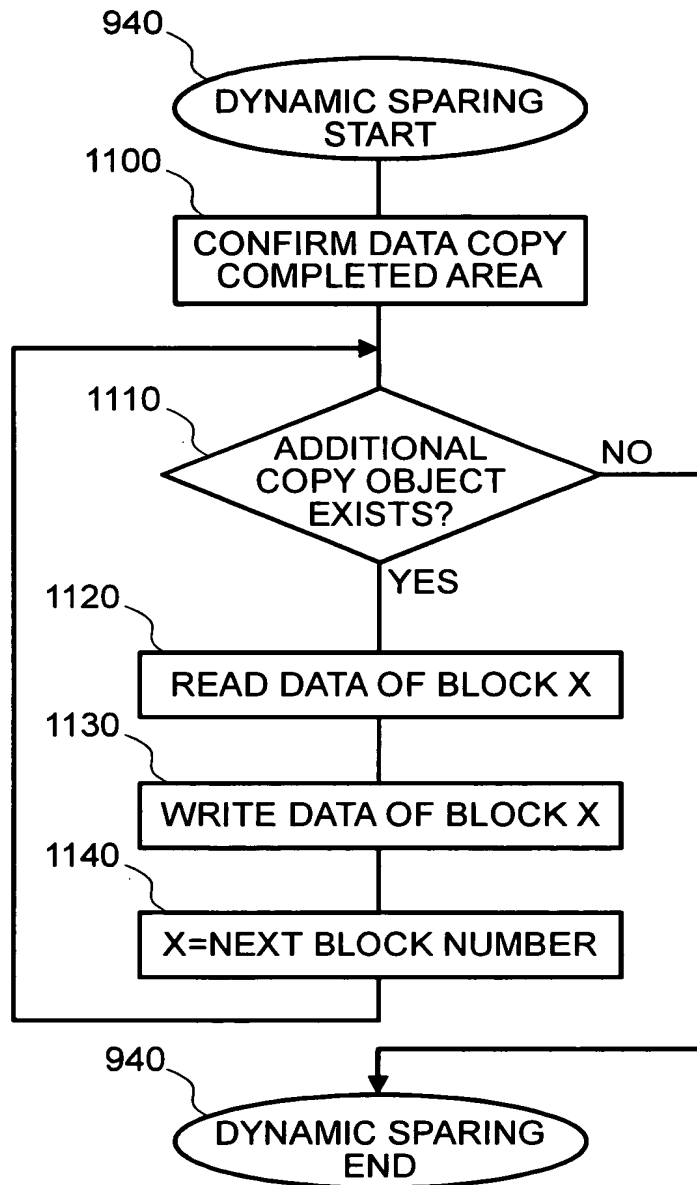 940
DYNAMIC SPARING
START
1100
CONFIRM DATA COPY
COMPLETED AREA
1110
ADDITIONAL
COPY OBJECT
EXISTS?
NO
YES
1120
READ DATA OF BLOCK X
1130
WRITE DATA OF BLOCK X
1140
X=NEXT BLOCK NUMBER
940
DYNAMIC SPARING
END